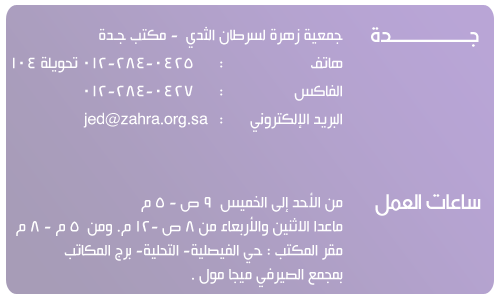 جـــــــــدة
جمعية زهرة لسرطان الثدي - مكتب جدة
هاتف : ٠١٢-٢٨٤-٠٤٢٥ تحويلة ١٠٤
الفاكس : ٠١٢-٢٨٤-٠٤٢٧
البريد الإلكتروني : jed@zahra.org.sa
ساعات العمل
من الأحد إلى الخميس ٩ ص - ٥ م
ماعدا الاثنين والأربعاء من ٨ ص -١٢ م. ومن ٥ م - ٨ م
مقر المكتب : حي الفيصلية- التحلية- برج المكاتب
بمجمع الصيرفي ميجا مول .